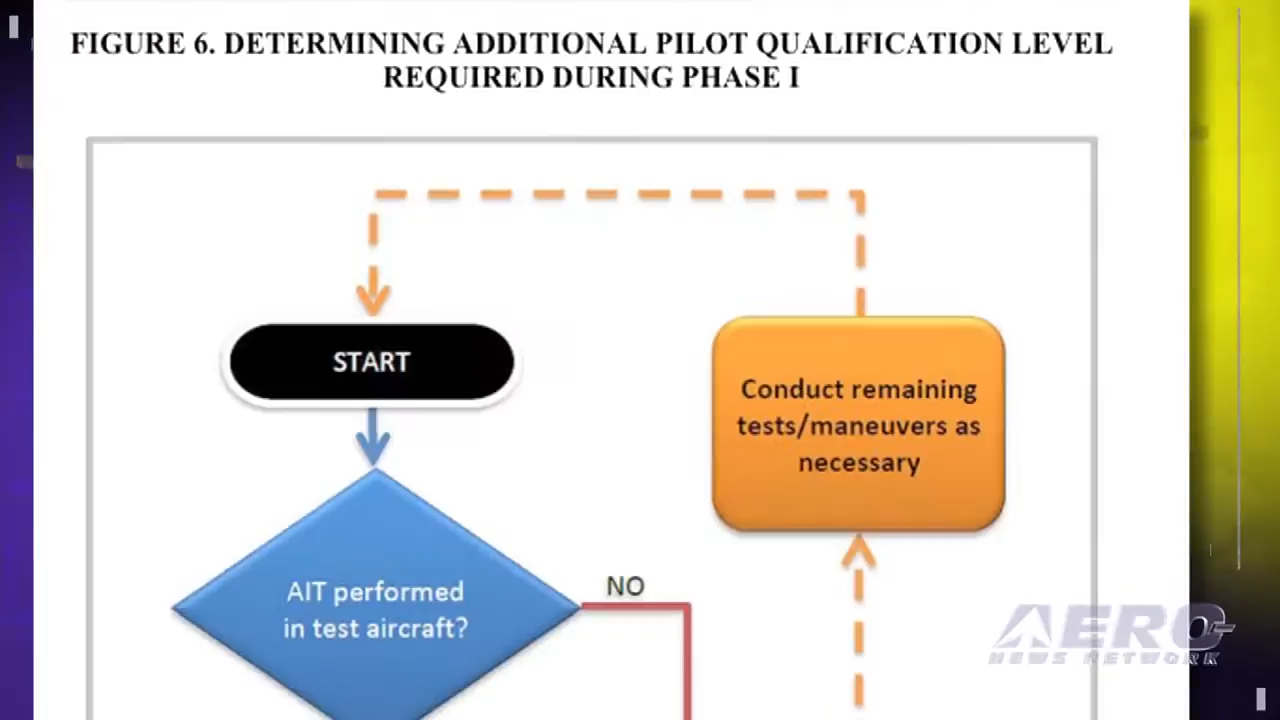 FIGURE 6. DETERMINING ADDITIONAL PILOT QUALIFICATION LEVEL
REQUIRED DURING PHASE I
START
Conduct remaining
tests/maneuvers as
necessary
AIT performed
in test aircraft?
NO
AERO
NEWS NETWORK